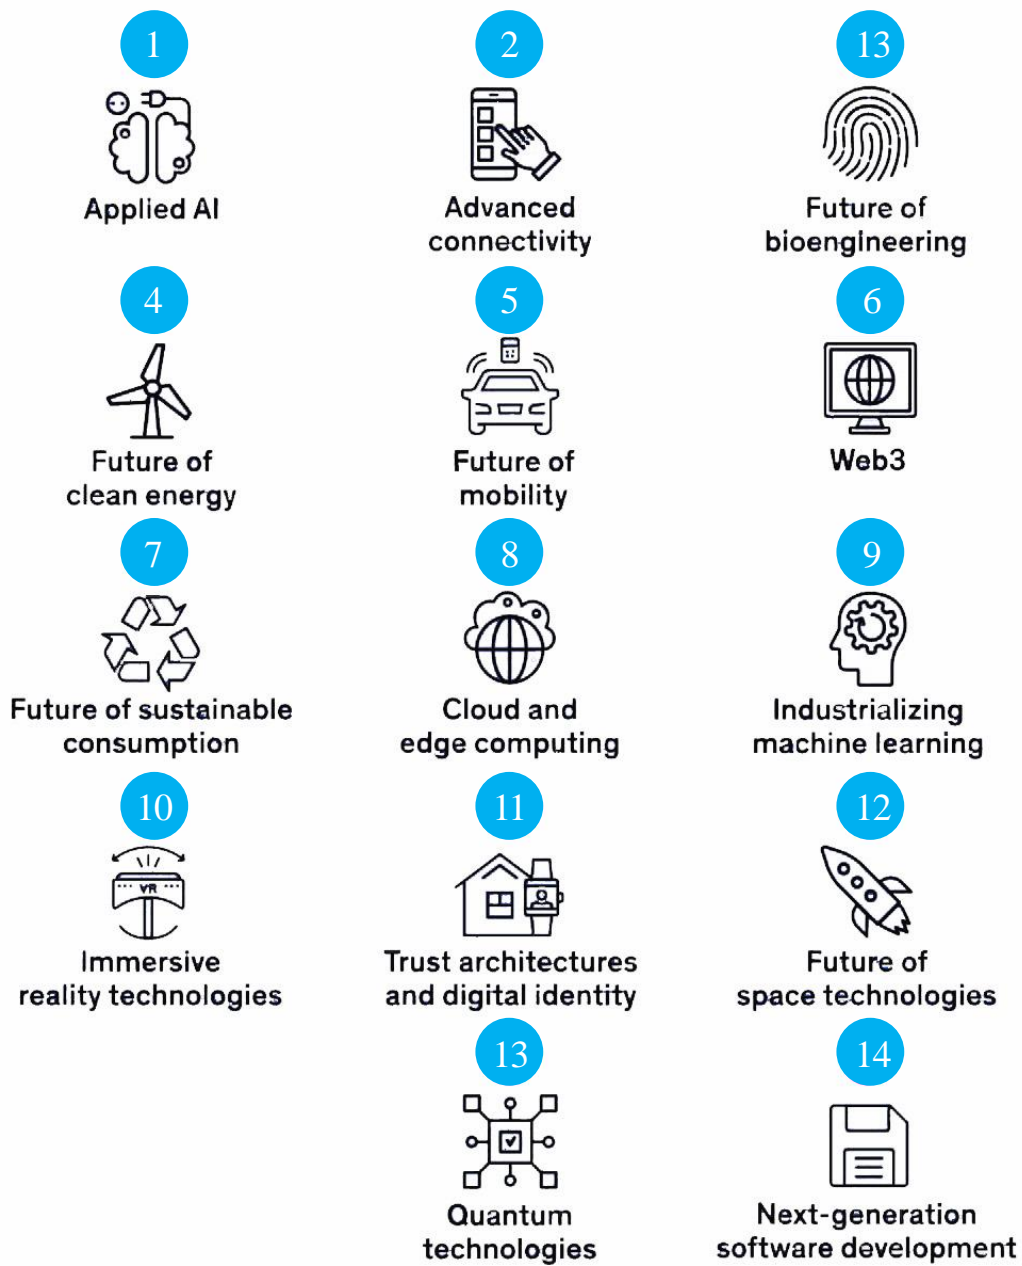 1
Applied AI
2
Advanced
connectivity
13
Future of
bioengineering
4
Future of
clean energy
5
Future of
mobility
6
Web3
7
Future of sustainable
consumption
8
Cloud and
edge computing
9
Industrializing
machine learning
10
VR
Immersive
reality technologies
11
Trust architectures
and digital identity
12
Future of
space technologies
13
Quantum
technologies
14
Next-generation
software development